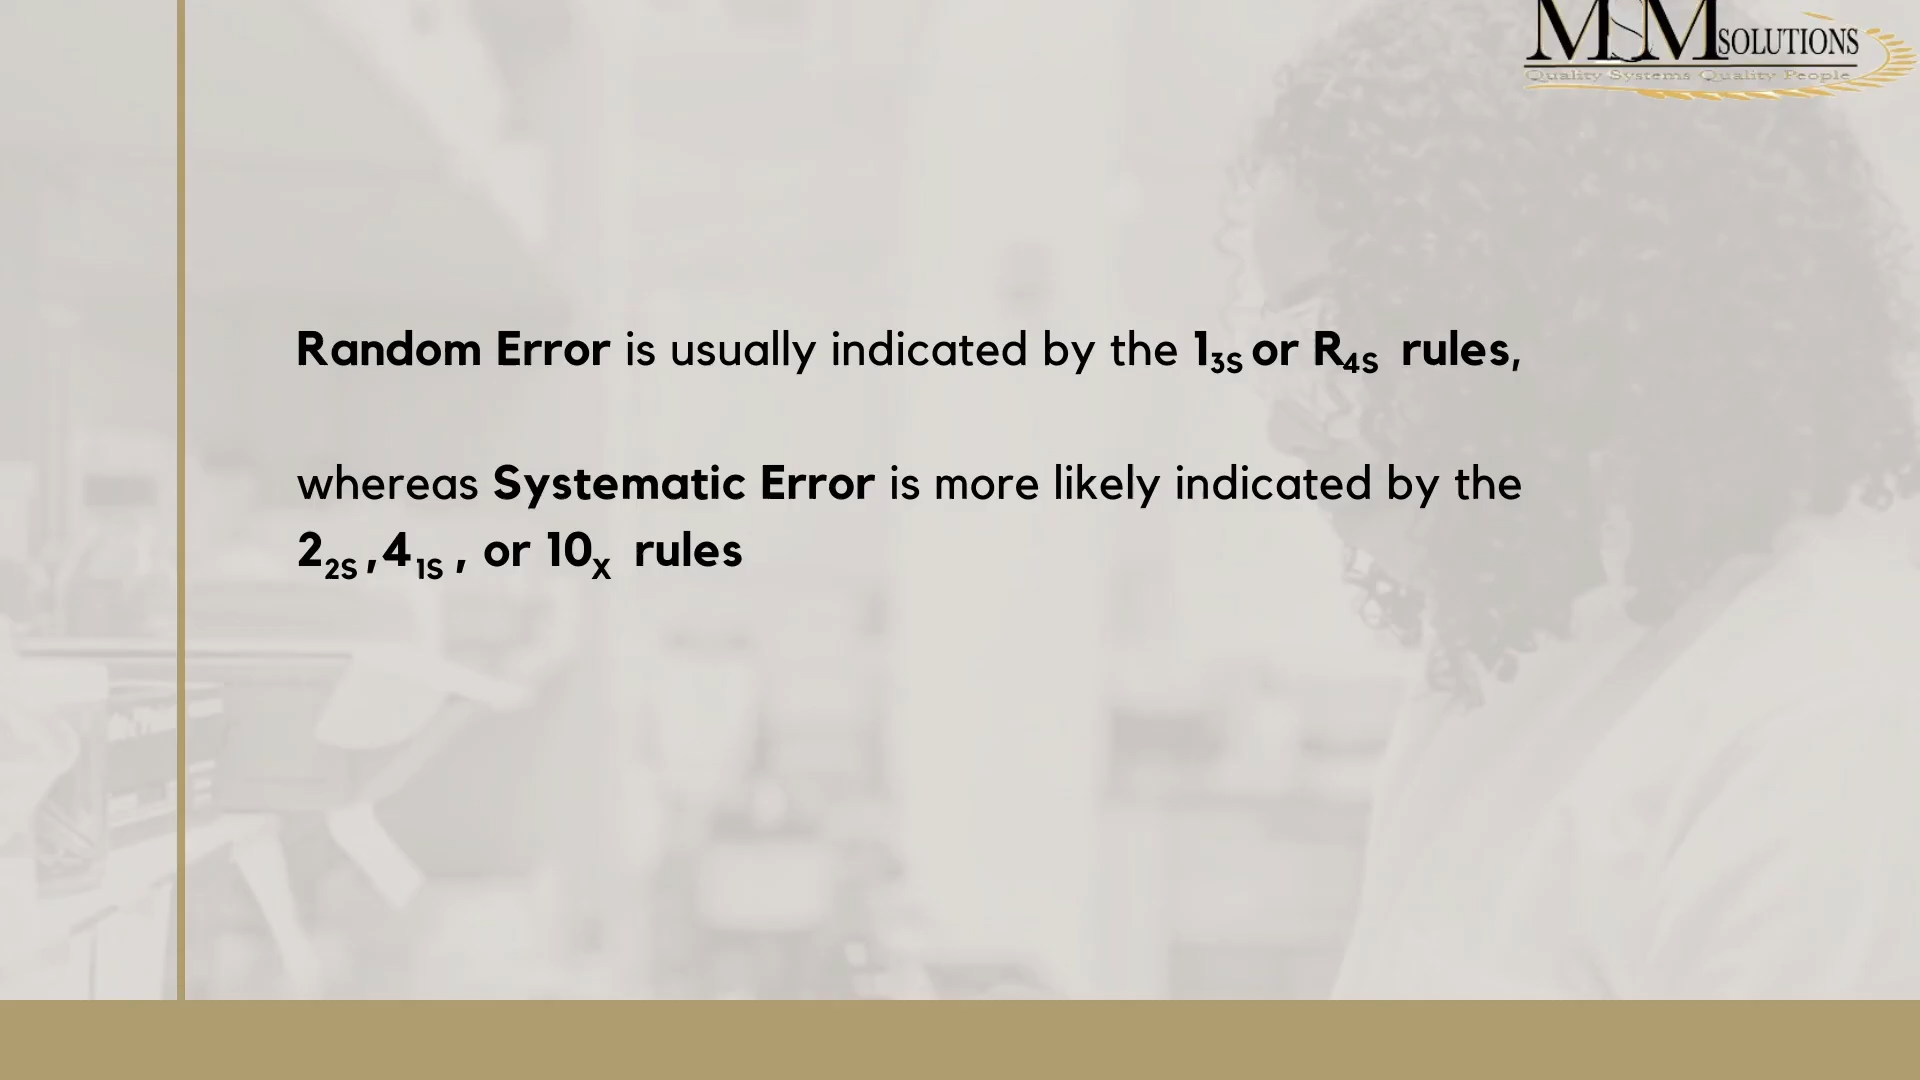 MSM SOLUTIONS
Quality Systems Quality People
Random Error is usually indicated by the 1₃S or R₄S rules,
whereas Systematic Error is more likely indicated by the
2₂S ,4₁S , or 10ₓ rules